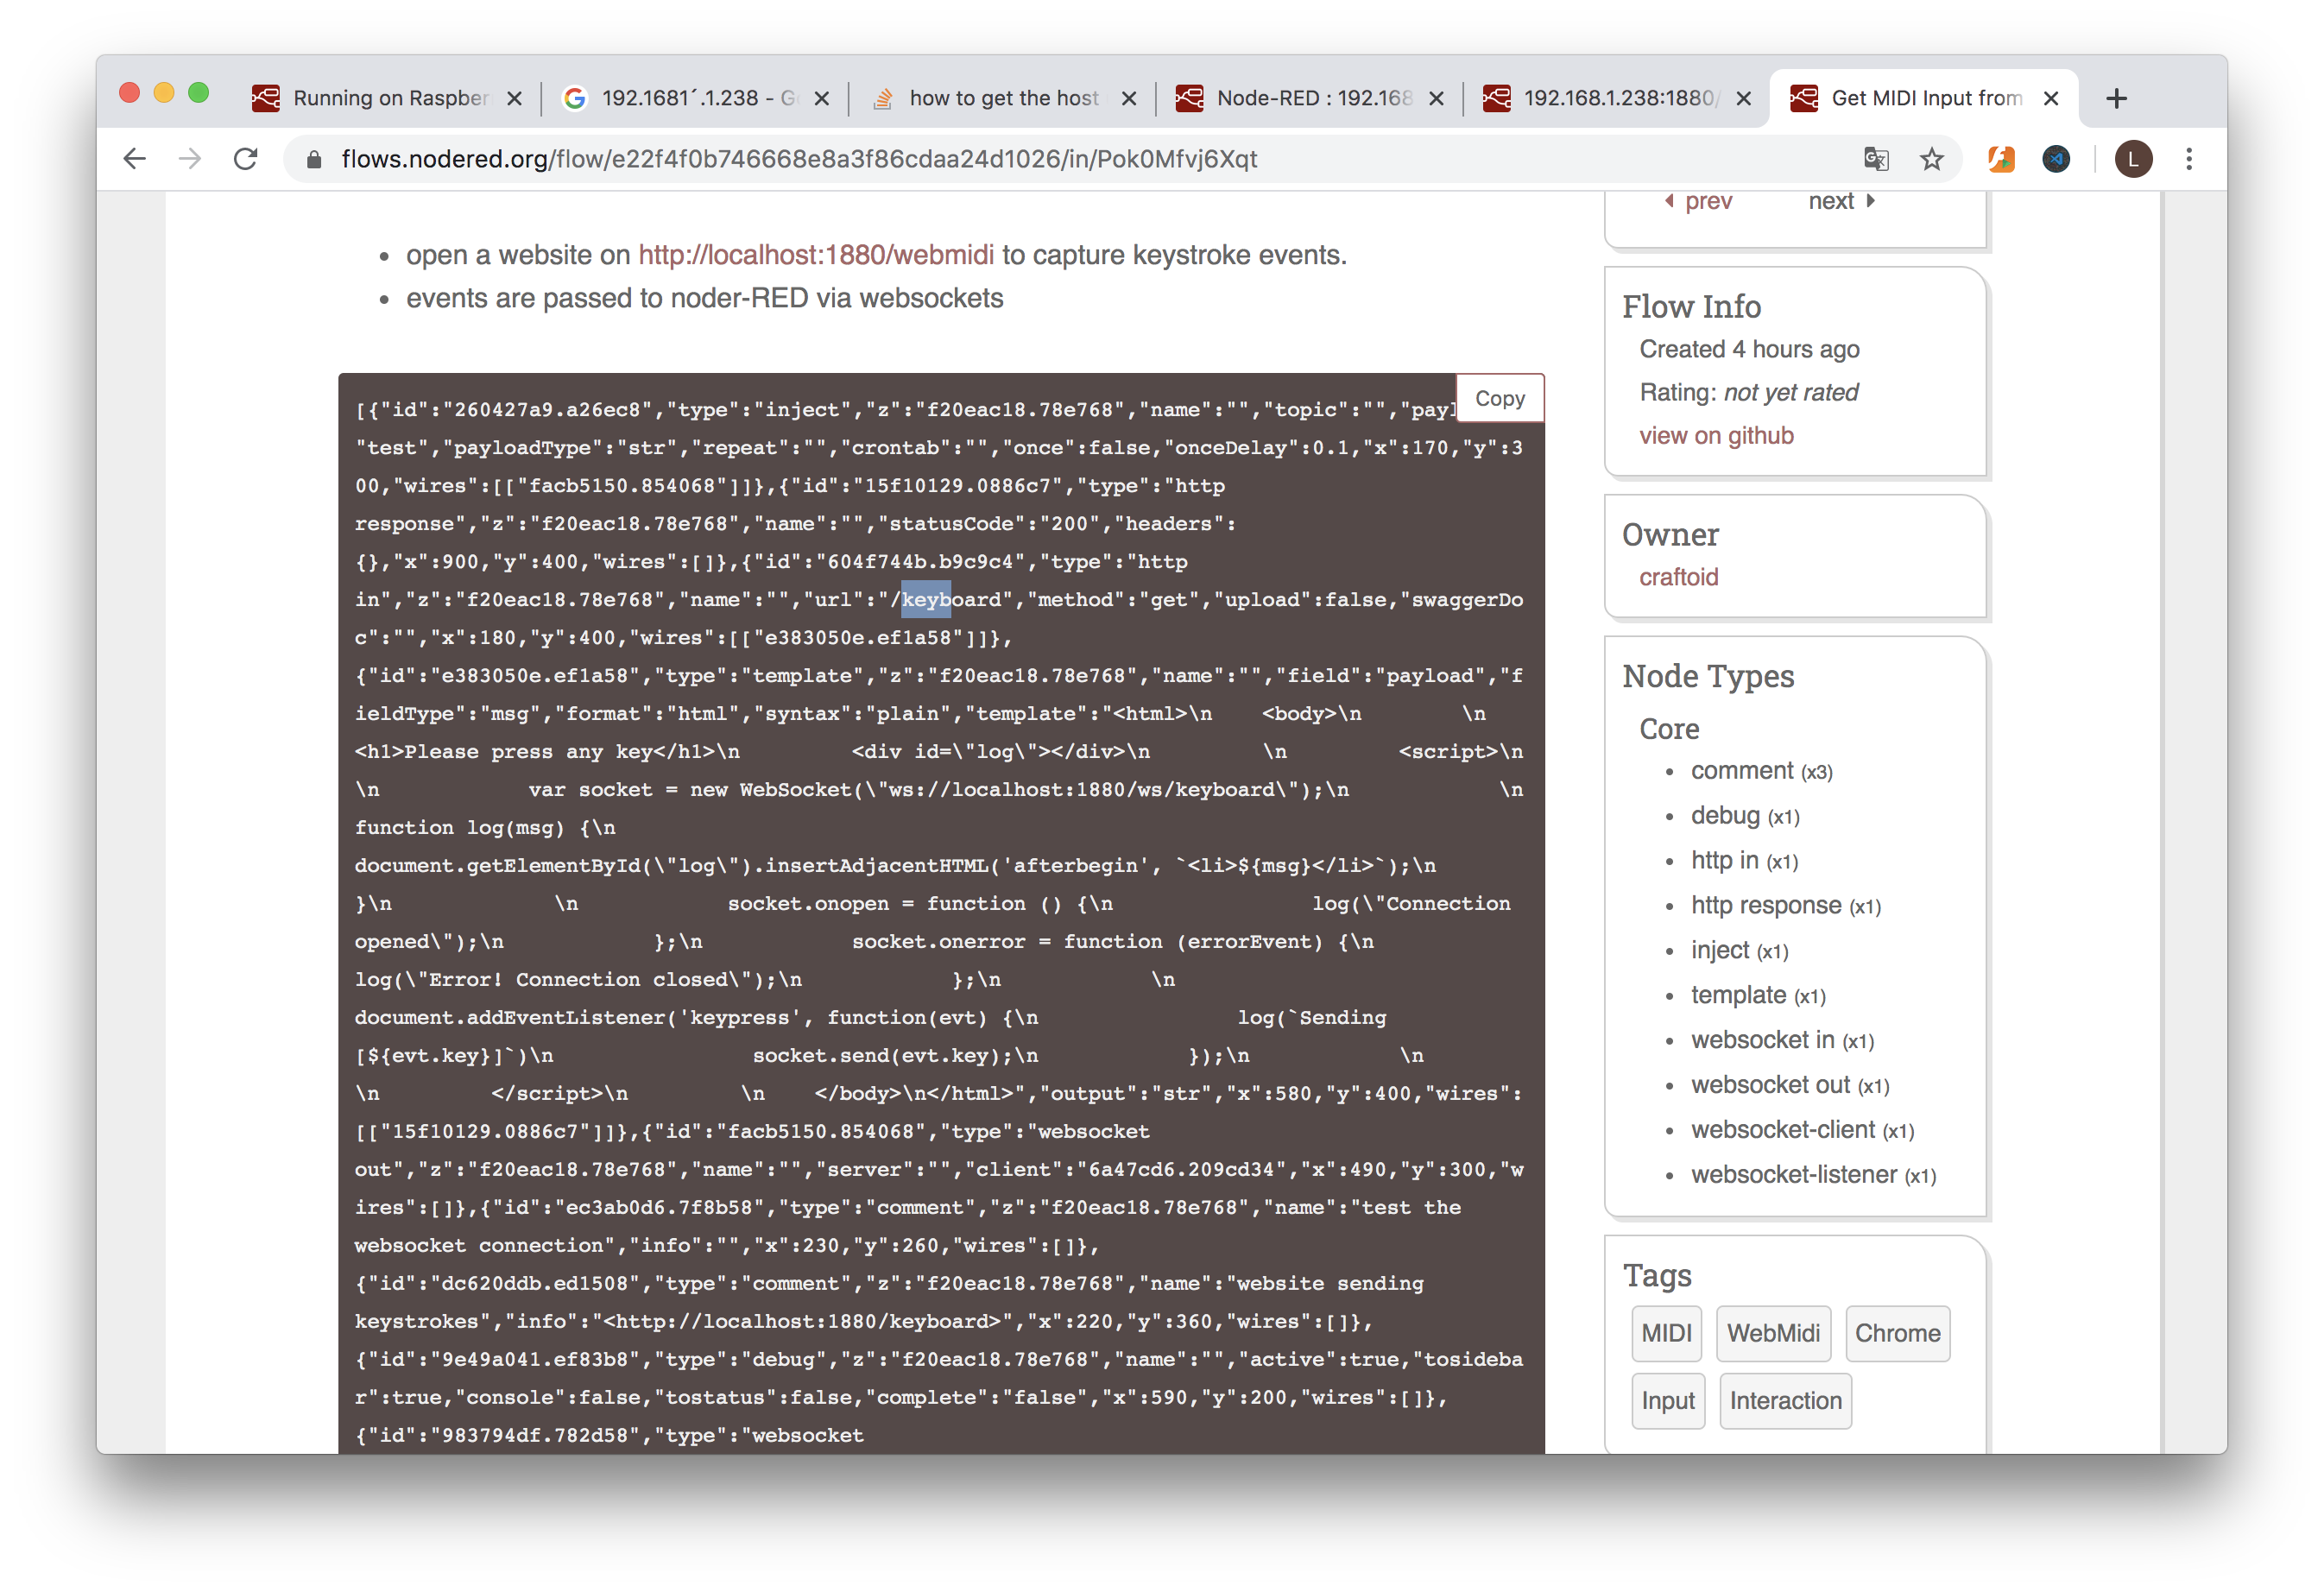 Running on Raspber
192.1681´.1.238 - G
how to get the host
Node-RED : 192.168
192.168.1.238:1880/
Get MIDI Input from
flows.nodered.org/flow/e22f4f0b746668e8a3f86cdaa24d1026/in/Pok0Mfvj6Xqt
L
prev next
• open a website on http://localhost:1880/webmidi to capture keystroke events.
• events are passed to noder-RED via websockets
Copy
[{"id":"260427a9.a26ec8","type":"inject","z":"f20eac18.78e768","name":"","topic":"","payl
"test","payloadType":"str","repeat":"","crontab":"","once":false,"onceDelay":0.1,"x":170,"y":3
00,"wires":[["facb5150.854068"]]},{"id":"15f10129.0886c7","type":"http
response","z":"f20eac18.78e768","name":"","statusCode":"200","headers":
{},"x":900,"y":400,"wires":[]},{"id":"604f744b.b9c9c4","type":"http
in","z":"f20eac18.78e768","name":"","url":"/keyboard","method":"get","upload":false,"swaggerDo
c":"","x":180,"y":400,"wires":[["e383050e.ef1a58"]]},
{"id":"e383050e.ef1a58","type":"template","z":"f20eac18.78e768","name":"","field":"payload","f
ieldType":"msg","format":"html","syntax":"plain","template":"<html>\n    <body>\n        \n
<h1>Please press any key</h1>\n         <div id=\"log\"></div>\n         \n         <script>\n
\n            var socket = new WebSocket(\"ws://localhost:1880/ws/keyboard\");\n            \n
function log(msg) {\n
document.getElementById(\"log\").insertAdjacentHTML('afterbegin', `<li>${msg}</li>`);\n
}\n             \n            socket.onopen = function () {\n                log(\"Connection
opened\");\n            };\n            socket.onerror = function (errorEvent) {\n
log(\"Error! Connection closed\");\n            };\n            \n
document.addEventListener('keypress', function(evt) {\n                log(`Sending
[${evt.key}]`)\n                socket.send(evt.key);\n            });\n             \n
\n         </script>\n         \n    </body>\n</html>","output":"str","x":580,"y":400,"wires":
[["15f10129.0886c7"]]},{"id":"facb5150.854068","type":"websocket
out","z":"f20eac18.78e768","name":"","server":"","client":"6a47cd6.209cd34","x":490,"y":300,"w
ires":[]},{"id":"ec3ab0d6.7f8b58","type":"comment","z":"f20eac18.78e768","name":"test the
websocket connection","info":"","x":230,"y":260,"wires":[]},
{"id":"dc620ddb.ed1508","type":"comment","z":"f20eac18.78e768","name":"website sending
keystrokes","info":"<http://localhost:1880/keyboard>","x":220,"y":360,"wires":[]},
{"id":"9e49a041.ef83b8","type":"debug","z":"f20eac18.78e768","name":"","active":true,"tosideba
r":true,"console":false,"tostatus":false,"complete":"false","x":590,"y":200,"wires":[]},
{"id":"983794df.782d58","type":"websocket
Flow Info
Created 4 hours ago
Rating: not yet rated
view on github
Owner
craftoid
Node Types
Core
• comment (x3)
• debug (x1)
• http in (x1)
• http response (x1)
• inject (x1)
• template (x1)
• websocket in (x1)
• websocket out (x1)
• websocket-client (x1)
• websocket-listener (x1)
Tags
MIDI WebMidi Chrome
Input Interaction